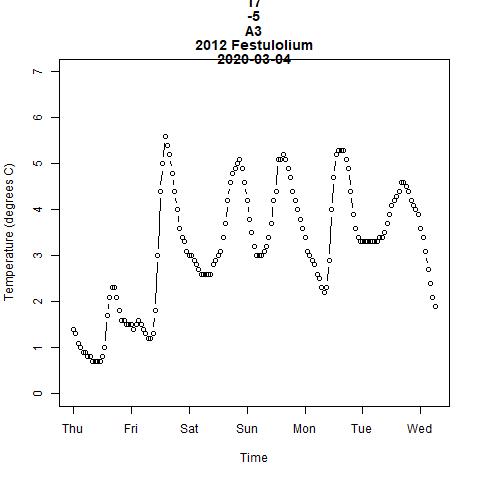 17
-5
A3
2012 Festulolium
2020-03-04
Temperature (degrees C)
7
6
5
4
3
2
1
0
Thu Fri Sat Sun Mon Tue Wed
Time